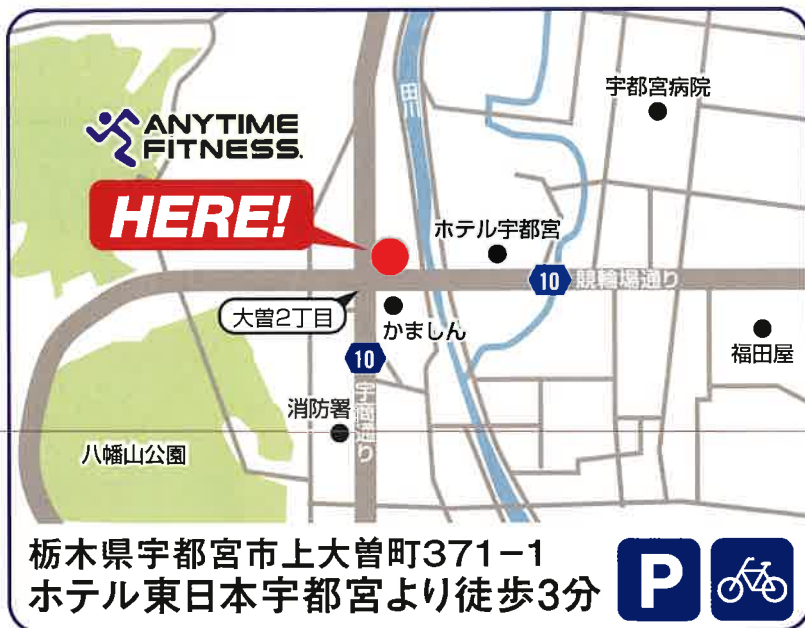 宇都宮病院
田川
ANYTIME
FITNESS.
HERE!
ホテル宇都宮
10 競輪場通り
大曽2丁目
かましん
福田屋
10
宇商通り
消防署
八幡山公園
栃木県宇都宮市上大曽町371-1
ホテル東日本宇都宮より徒歩3分
P